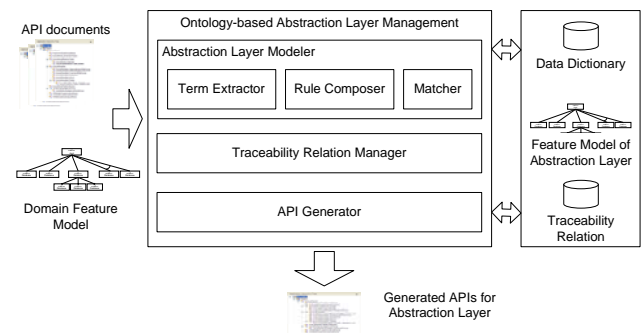 Ontology-based Abstraction Layer Management
API documents
Abstraction Layer Modeler
Term Extractor
Rule Composer
Matcher
Data Dictionary
Traceability Relation Manager
Feature Model of
Abstraction Layer
Domain Feature
Model
API Generator
Traceability
Relation
Generated APIs for
Abstraction Layer